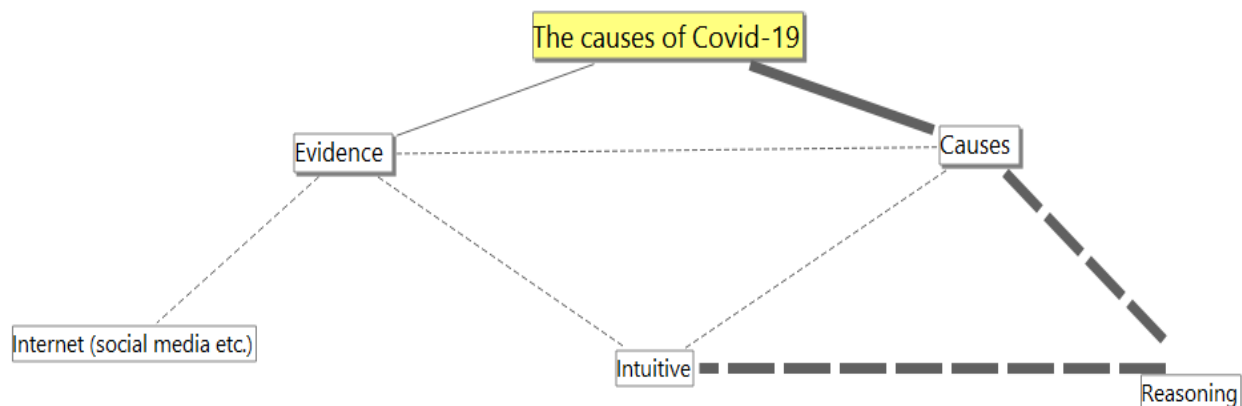 The causes of Covid-19
Evidence
Causes
Internet (social media etc.)
Intuitive
Reasoning